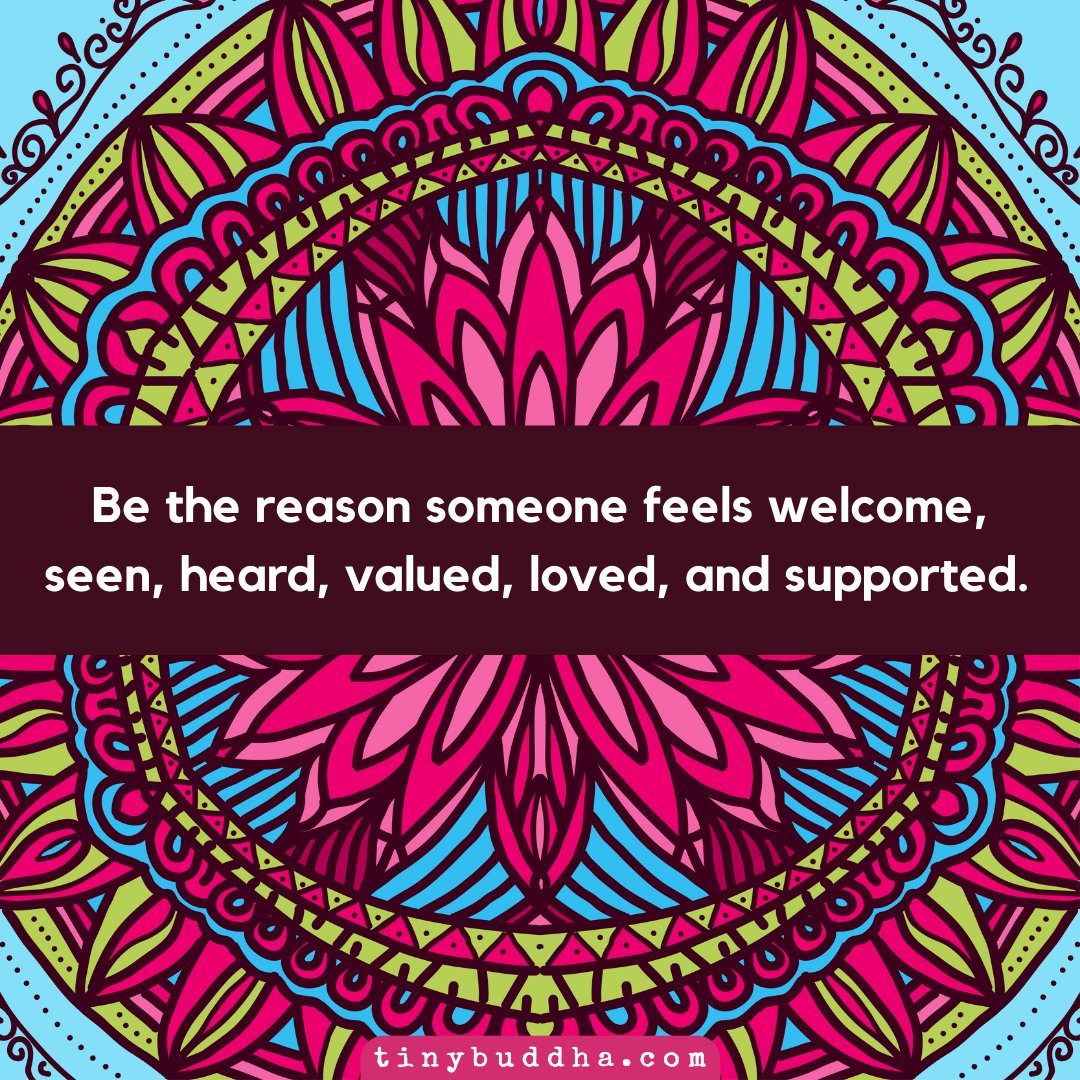 Be the reason someone feels welcome,
seen, heard, valued, loved, and supported.
tinybuddha.com